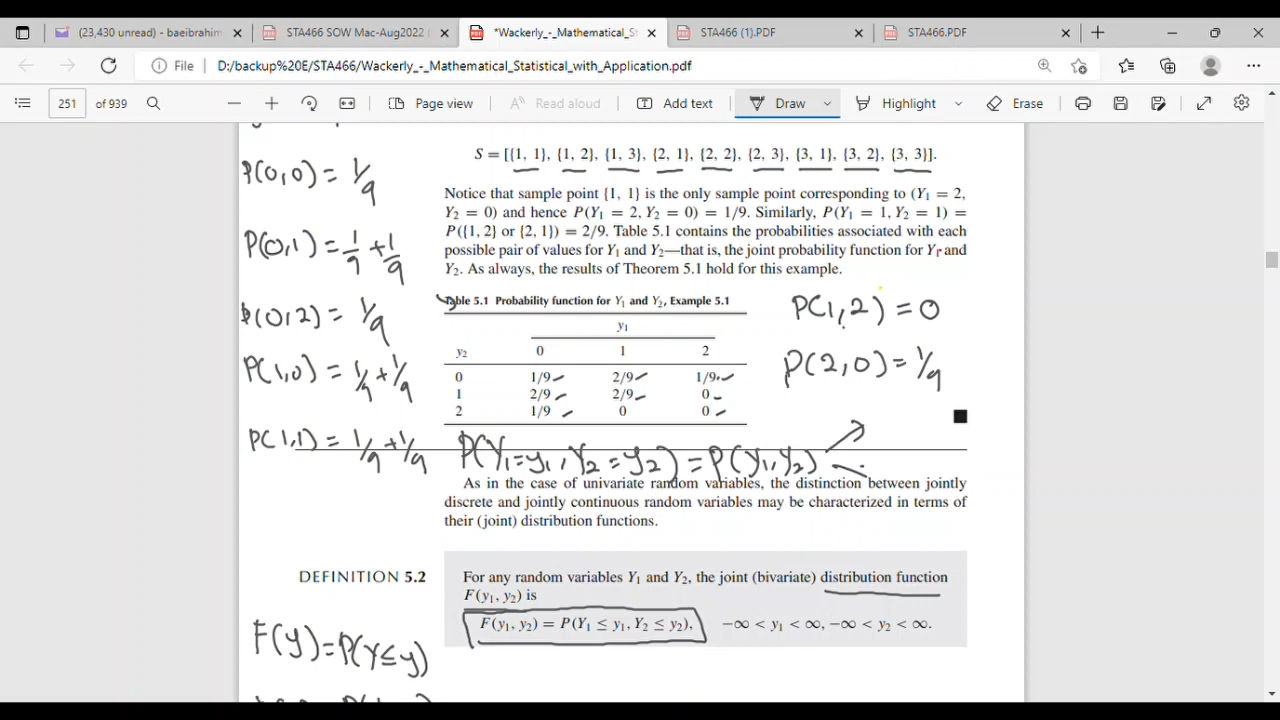 (23,430 unread) - baeibrahim
STA466 SOW Mac-Aug2022 (
*Wackerly_-_Mathematical_St
STA466 (1).PDF
STA466.PDF
File
D:/backup%20E/STA466/Wackerly_-_Mathematical_Statistical_with_Application.pdf
251 of 939
Page view
Read aloud
Add text
Draw
Highlight
Erase
S = [{1, 1}, {1, 2}, {1, 3}, {2, 1}, {2, 2}, {2, 3}, {3, 1}, {3, 2}, {3, 3}].
P(0,0) = 1/9
Notice that sample point {1, 1} is the only sample point corresponding to (Y₁ = 2,
Y₂ = 0) and hence P(Y₁ = 2, Y₂ = 0) = 1/9. Similarly, P(Y₁ = 1, Y₂ = 1) =
P({1, 2} or {2, 1}) = 2/9. Table 5.1 contains the probabilities associated with each
possible pair of values for Y₁ and Y₂—that is, the joint probability function for Y₁ and
Y₂. As always, the results of Theorem 5.1 hold for this example.
P(0,1) = 1/9 + 1/9
Table 5.1 Probability function for Y₁ and Y₂, Example 5.1
P(1,2) = 0
P(0,2) = 1/9
y₁
y₂ 0 1 2
P(2,0) = 1/9
P(1,0) = 1/9 + 1/9
0 1/9 2/9 1/9
1 2/9 2/9 0
2 1/9 0 0
P(1,1) = 1/9 + 1/9
P(Y₁=y₁, Y₂=y₂) = P(y₁,y₂)
As in the case of univariate random variables, the distinction between jointly
discrete and jointly continuous random variables may be characterized in terms of
their (joint) distribution functions.
DEFINITION 5.2
For any random variables Y₁ and Y₂, the joint (bivariate) distribution function
F(y₁, y₂) is
F(y₁, y₂) = P(Y₁ ≤ y₁, Y₂ ≤ y₂), −∞ < y₁ < ∞, −∞ < y₂ < ∞.
F(y) = P(Y ≤ y)